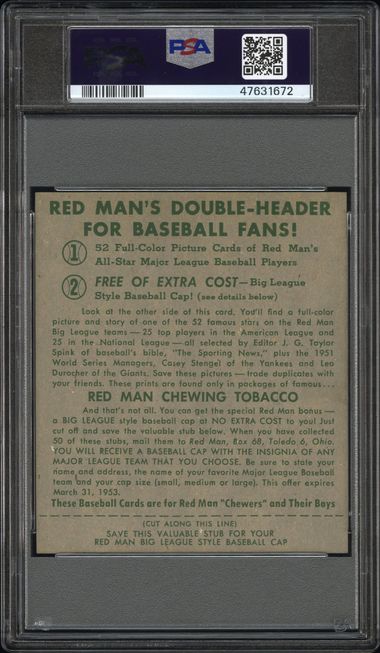 PSA
47631672
RED MAN'S DOUBLE-HEADER
FOR BASEBALL FANS!
1 52 Full-Color Picture Cards of Red Man's
All-Star Major League Baseball Players
2 FREE OF EXTRA COST—Big League
Style Baseball Cap! (see details below)
Look at the other side of this card. You'll find a full-color
picture and story of one of the 52 famous stars on the Red Man
Big League teams — 25 top players in the American League and
25 in the National League — all selected by Editor J. G. Taylor
Spink of baseball's bible, "The Sporting News," plus the 1951
World Series Managers, Casey Stengel of the Yankees and Leo
Durocher of the Giants. Save these pictures — trade duplicates with
your friends. These prints are found only in packages of famous...
RED MAN CHEWING TOBACCO
And that's not all. You can get the special Red Man bonus —
a BIG LEAGUE style baseball cap at NO EXTRA COST to you! Just
cut off and save the valuable stub below. When you have collected
50 of these stubs, mail them to Red Man, Box 68, Toledo 6, Ohio.
YOU WILL RECEIVE A BASEBALL CAP WITH THE INSIGNIA OF ANY
MAJOR LEAGUE TEAM THAT YOU CHOOSE. Be sure to state your
name and address, the name of your favorite Major League Baseball
team and your cap size (small, medium or large). This offer expires
March 31, 1953.
These Baseball Cards are for Red Man "Chewers" and Their Boys
(CUT ALONG THIS LINE)
SAVE THIS VALUABLE STUB FOR YOUR
RED MAN BIG LEAGUE STYLE BASEBALL CAP